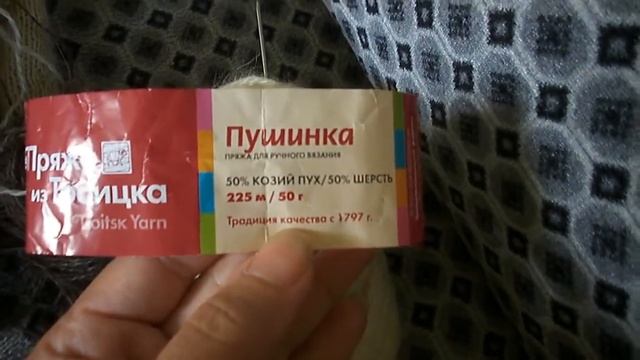 Пряжа
из Троицка
Troitsk Yarn
Пушинка
ПРЯЖА ДЛЯ РУЧНОГО ВЯЗАНИЯ
50% КОЗИЙ ПУХ/50% ШЕРСТЬ
225 м / 50 г
Традиция качества с 1797 г.